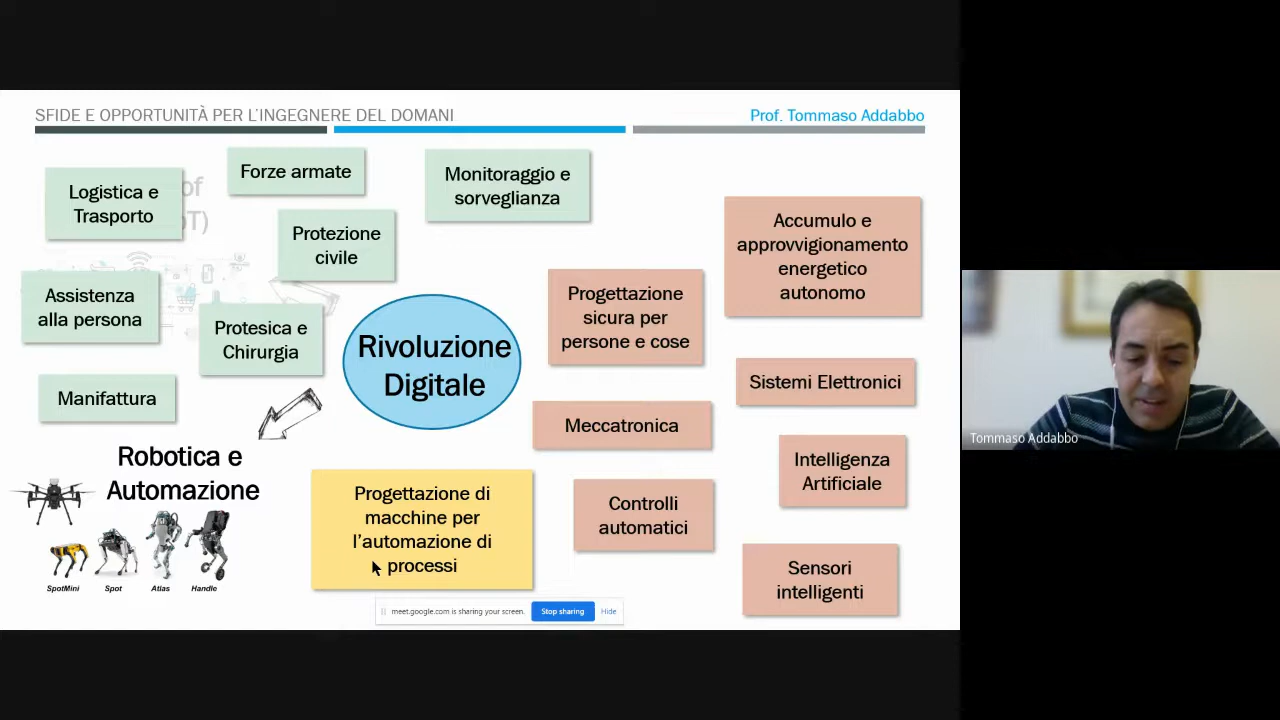 SFIDE E OPPORTUNITÀ PER L'INGEGNERE DEL DOMANI
Prof. Tommaso Addabbo
Logistica e
Trasporto
Forze armate
Monitoraggio e
sorveglianza
Protezione
civile
Assistenza
alla persona
Protesica e
Chirurgia
Manifattura
Rivoluzione
Digitale
Accumulo e
approvvigionamento
energetico
autonomo
Progettazione
sicura per
persone e cose
Sistemi Elettronici
Meccatronica
Intelligenza
Artificiale
Controlli
automatici
Sensori
intelligenti
Robotica e
Automazione
SpotMini
Spot
Atlas
Handle
Progettazione di
macchine per
l'automazione di
processi
meet.google.com is sharing your screen.
Stop sharing
Hide
Tommaso Addabbo